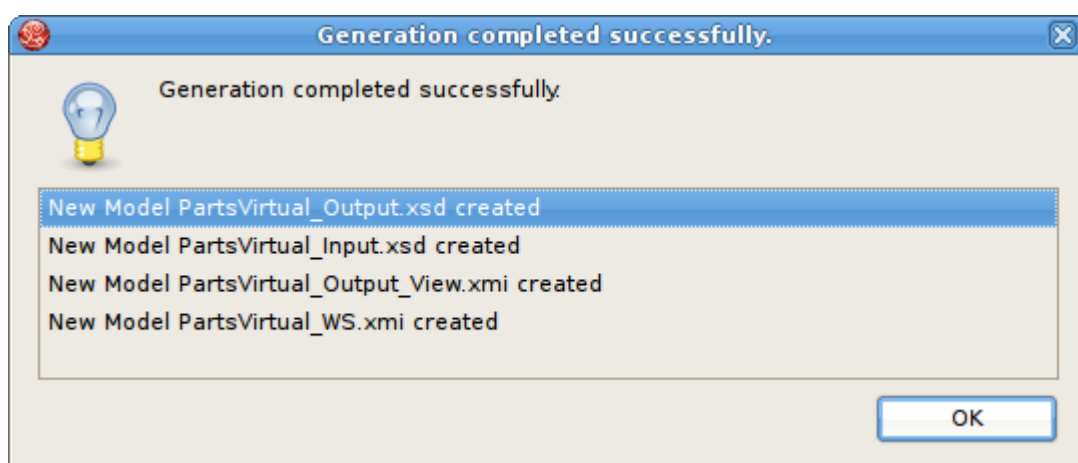 Generation completed successfully.
Generation completed successfully.
New Model PartsVirtual_Output.xsd created
New Model PartsVirtual_Input.xsd created
New Model PartsVirtual_Output_View.xmi created
New Model PartsVirtual_WS.xmi created
OK